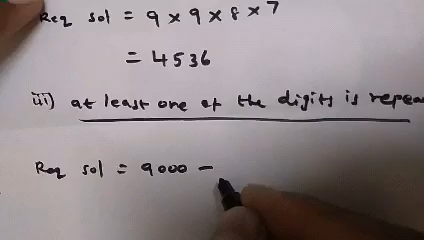 Req sol = 9 x 9 x 8 x 7
= 4536
iii) at least one of the digits is repea
Req sol = 9000 -